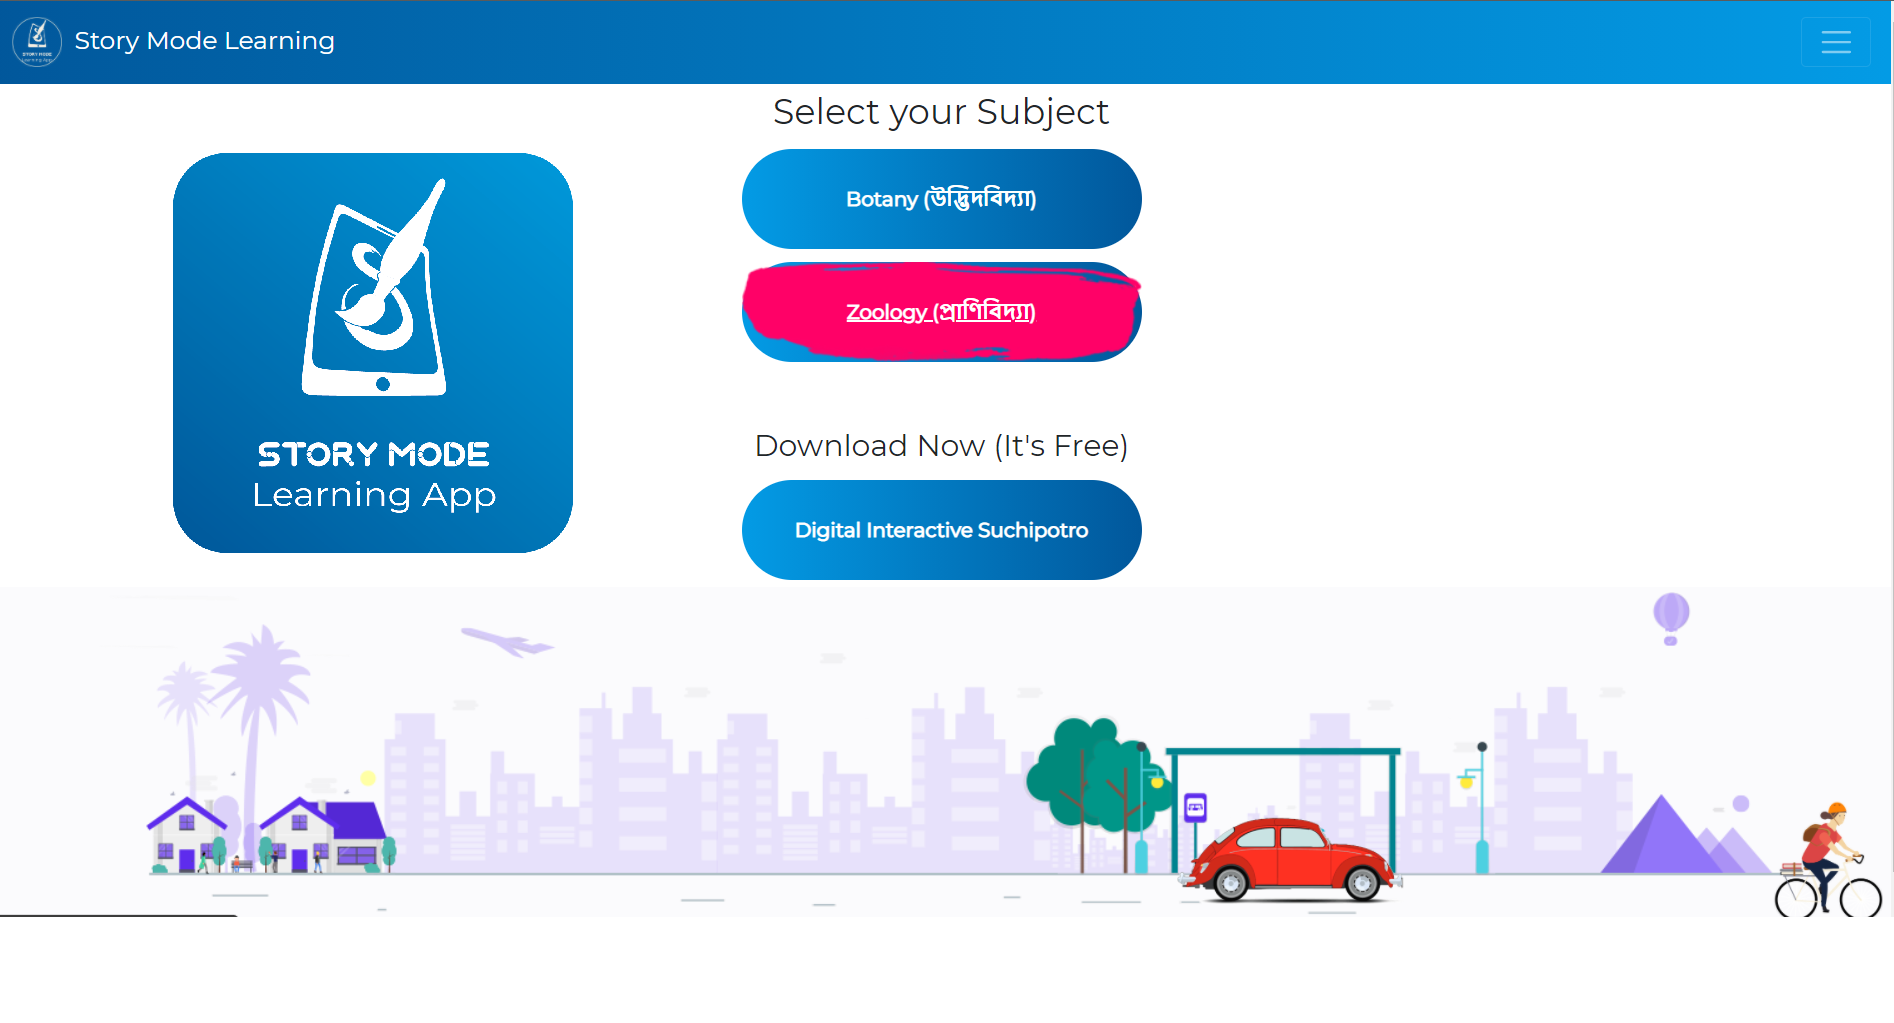 Story Mode Learning
Select your Subject
Botany (উদ্ভিদবিদ্যা)
Zoology (প্রাণিবিদ্যা)
STORY MODE
Learning App
Download Now (It's Free)
Digital Interactive Suchipotro